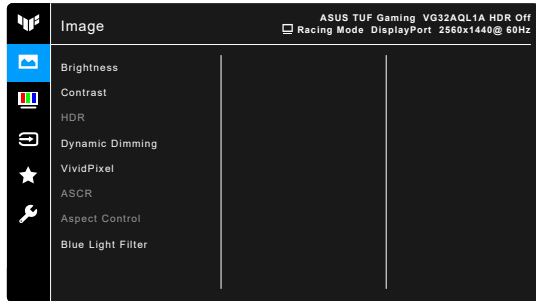 Image
ASUS TUF Gaming VG32AQL1A HDR Off
Racing Mode DisplayPort 2560x1440@ 60Hz
Brightness
Contrast
HDR
Dynamic Dimming
VividPixel
ASCR
Aspect Control
Blue Light Filter